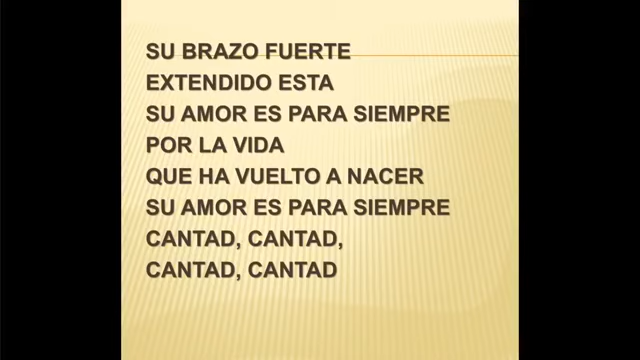 SU BRAZO FUERTE
EXTENDIDO ESTA
SU AMOR ES PARA SIEMPRE
POR LA VIDA
QUE HA VUELTO A NACER
SU AMOR ES PARA SIEMPRE
CANTAD, CANTAD,
CANTAD, CANTAD